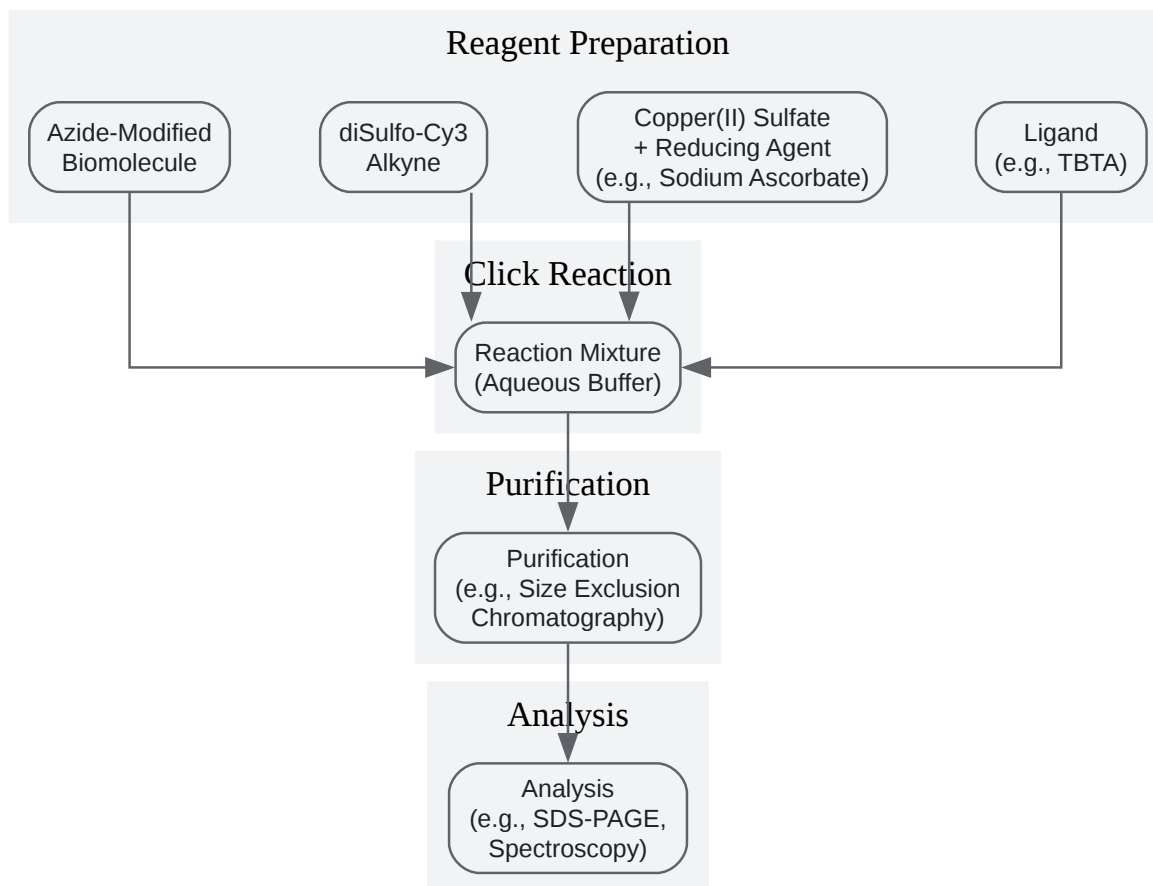 Reagent Preparation
Azide-Modified
Biomolecule
diSulfo-Cy3
Alkyne
Copper(II) Sulfate
+ Reducing Agent
(e.g., Sodium Ascorbate)
Ligand
(e.g., TBTA)
Click Reaction
Reaction Mixture
(Aqueous Buffer)
Purification
Purification
(e.g., Size Exclusion
Chromatography)
Analysis
Analysis
(e.g., SDS-PAGE,
Spectroscopy)